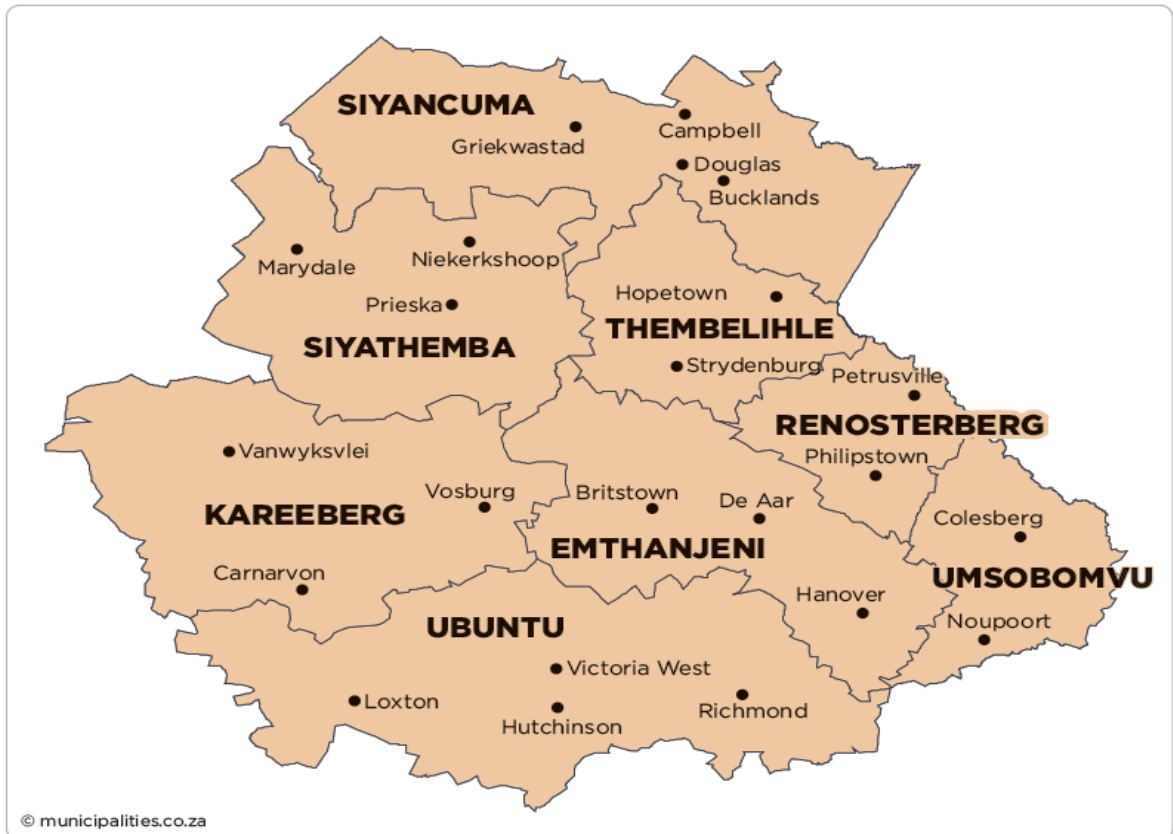 SIYANCUMA
Griekwastad
Campbell
Douglas
Bucklands
Marydale
Niekerkshoop
Prieska
SIYATHEMBA
Hopetown
THEMBELIHLE
Strydenburg
Petrusville
RENOSTERBERG
Philipstown
Vanwyksvlei
Vosburg
KAREEBERG
Carnarvon
Britstown
De Aar
EMTHANJENI
Hanover
Colesberg
UMSOBOMVU
Noupoort
UBUNTU
Victoria West
Loxton
Hutchinson
Richmond
© municipalities.co.za